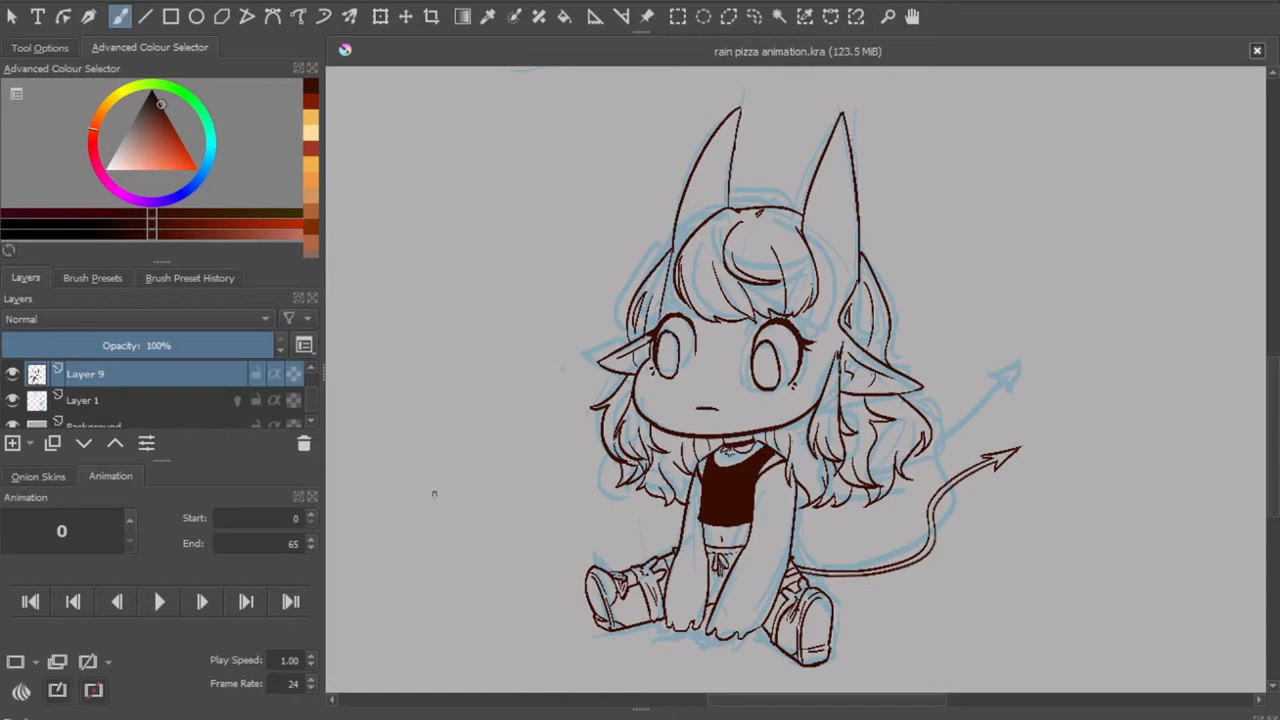 rain pizza animation.kra (123.5 MiB)
Tool Options
Advanced Colour Selector
Advanced Colour Selector
Layers
Brush Presets
Brush Preset History
Layers
Normal
Opacity: 100%
Layer 9
Layer 1
Background
Onion Skins
Animation
Animation
0
Start:
0
End:
65
Play Speed:
1.00
Frame Rate:
24